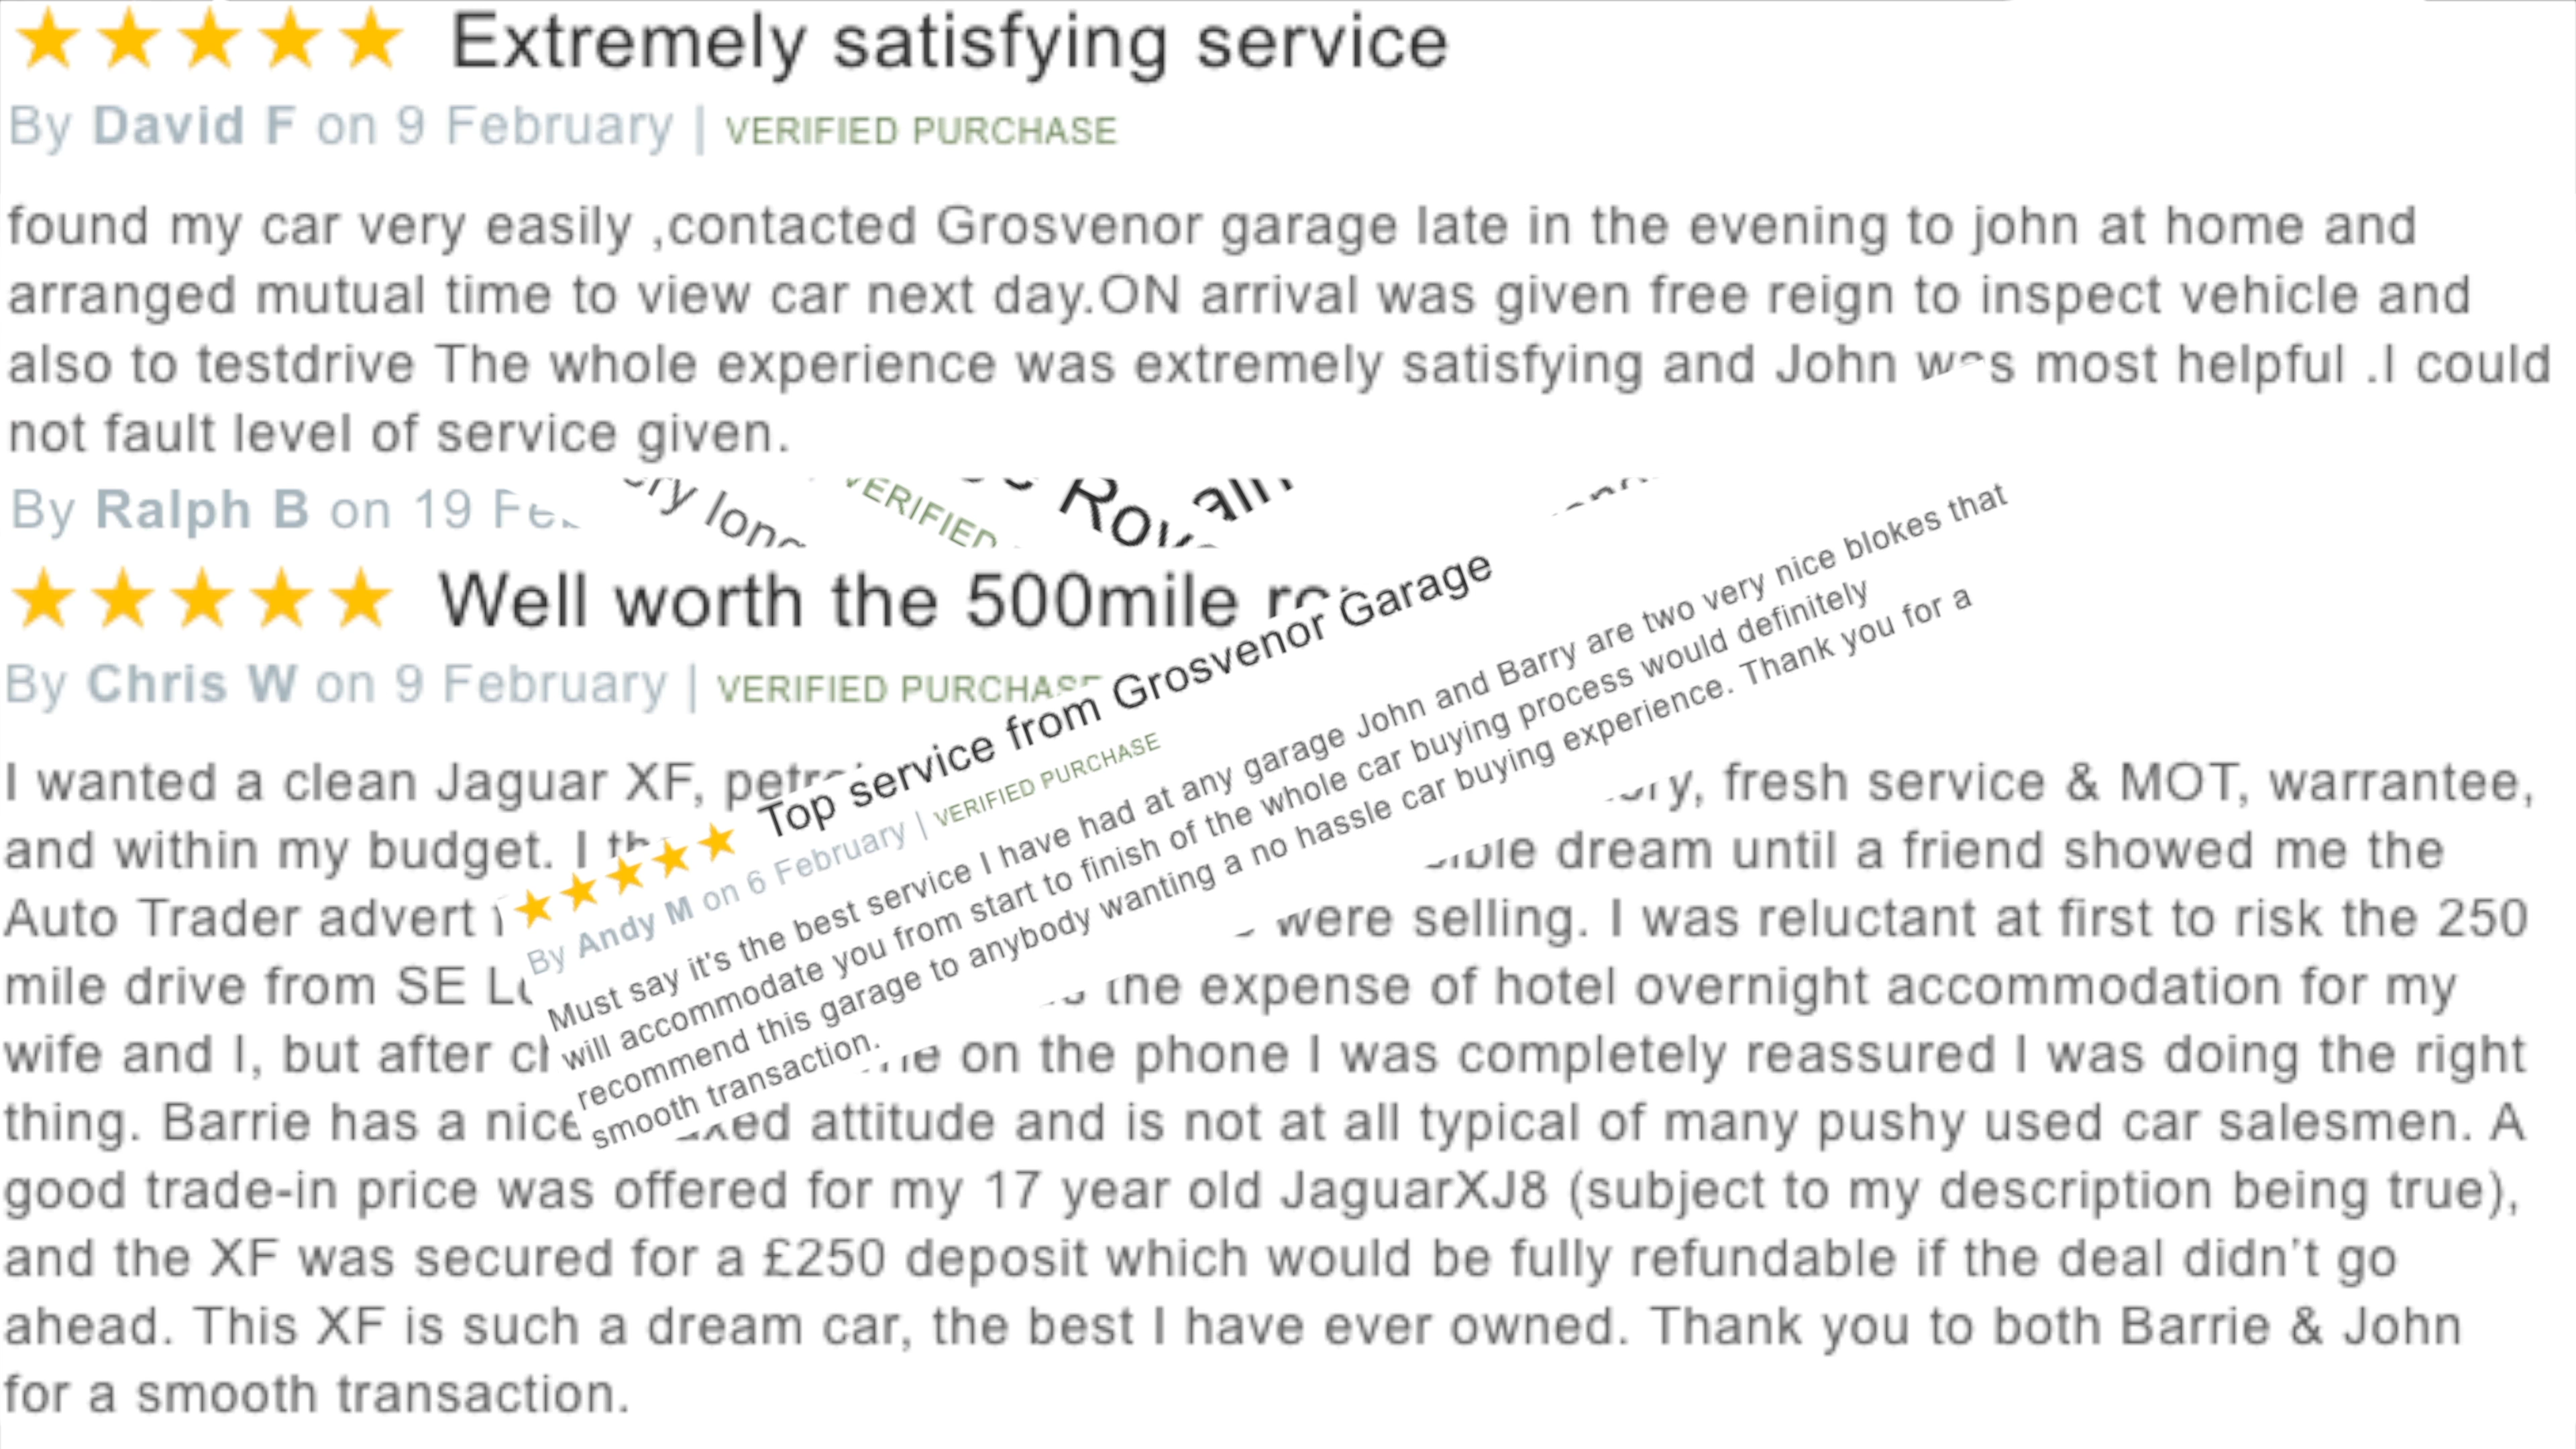 Extremely satisfying service
By David F on 9 February | VERIFIED PURCHASE
found my car very easily ,contacted Grosvenor garage late in the evening to john at home and
arranged mutual time to view car next day.ON arrival was given free reign to inspect vehicle and
also to testdrive The whole experience was extremely satisfying and John was most helpful .I could
not fault level of service given.
By Ralph B on 19
VERIFIED
Well worth the 500mile
By Chris W on 9 February | VERIFIED PURCHASE
Top service from Grosvenor Garage
By Andy M on 6 February | VERIFIED PURCHASE
Must say it's the best service I have had at any garage John and Barry are two very nice blokes that
will accommodate you from start to finish of the whole car buying process would definitely
recommend this garage to anybody wanting a no hassle car buying experience. Thank you for a
smooth transaction.
I wanted a clean Jaguar XF, fresh service & MOT, warrantee,
and within my budget. I dream until a friend showed me the
Auto Trader advert were selling. I was reluctant at first to risk the 250
mile drive from SE the expense of hotel overnight accommodation for my
wife and I, but after on the phone I was completely reassured I was doing the right
thing. Barrie has a nice attitude and is not at all typical of many pushy used car salesmen. A
good trade-in price was offered for my 17 year old JaguarXJ8 (subject to my description being true),
and the XF was secured for a £250 deposit which would be fully refundable if the deal didn't go
ahead. This XF is such a dream car, the best I have ever owned. Thank you to both Barrie & John
for a smooth transaction.